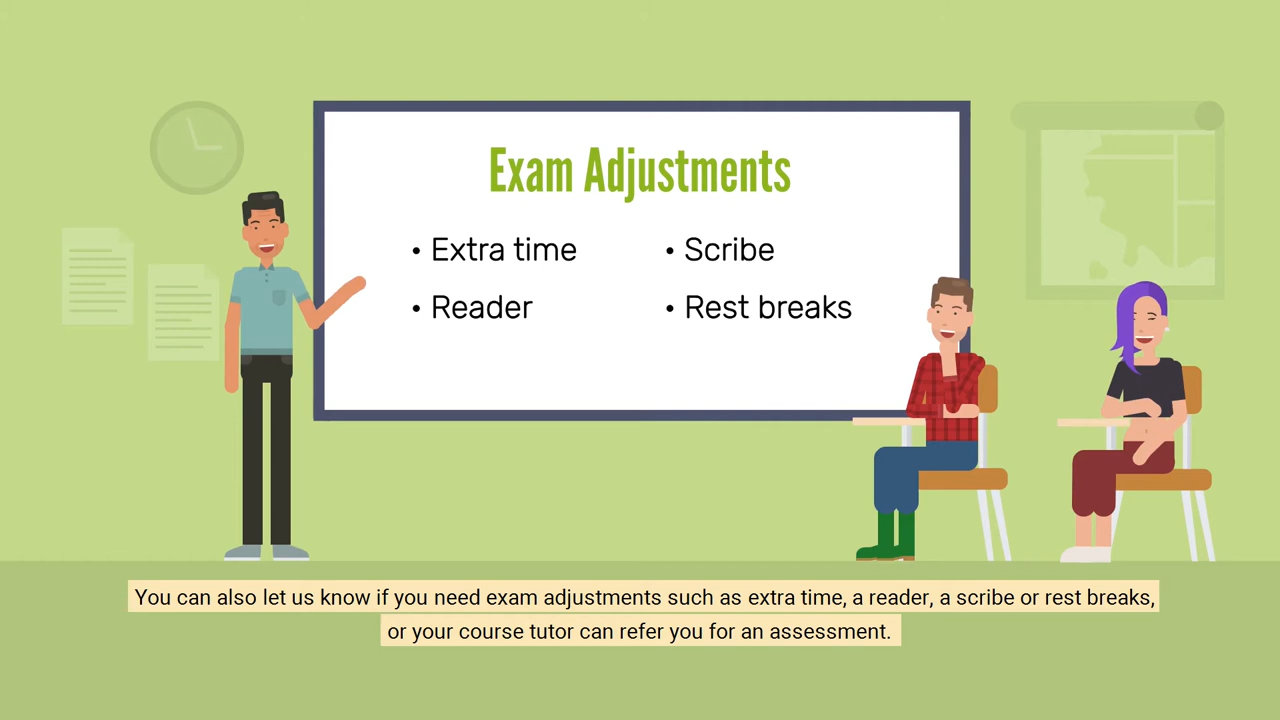 Exam Adjustments
• Extra time
• Reader
• Scribe
• Rest breaks
You can also let us know if you need exam adjustments such as extra time, a reader, a scribe or rest breaks,
or your course tutor can refer you for an assessment.